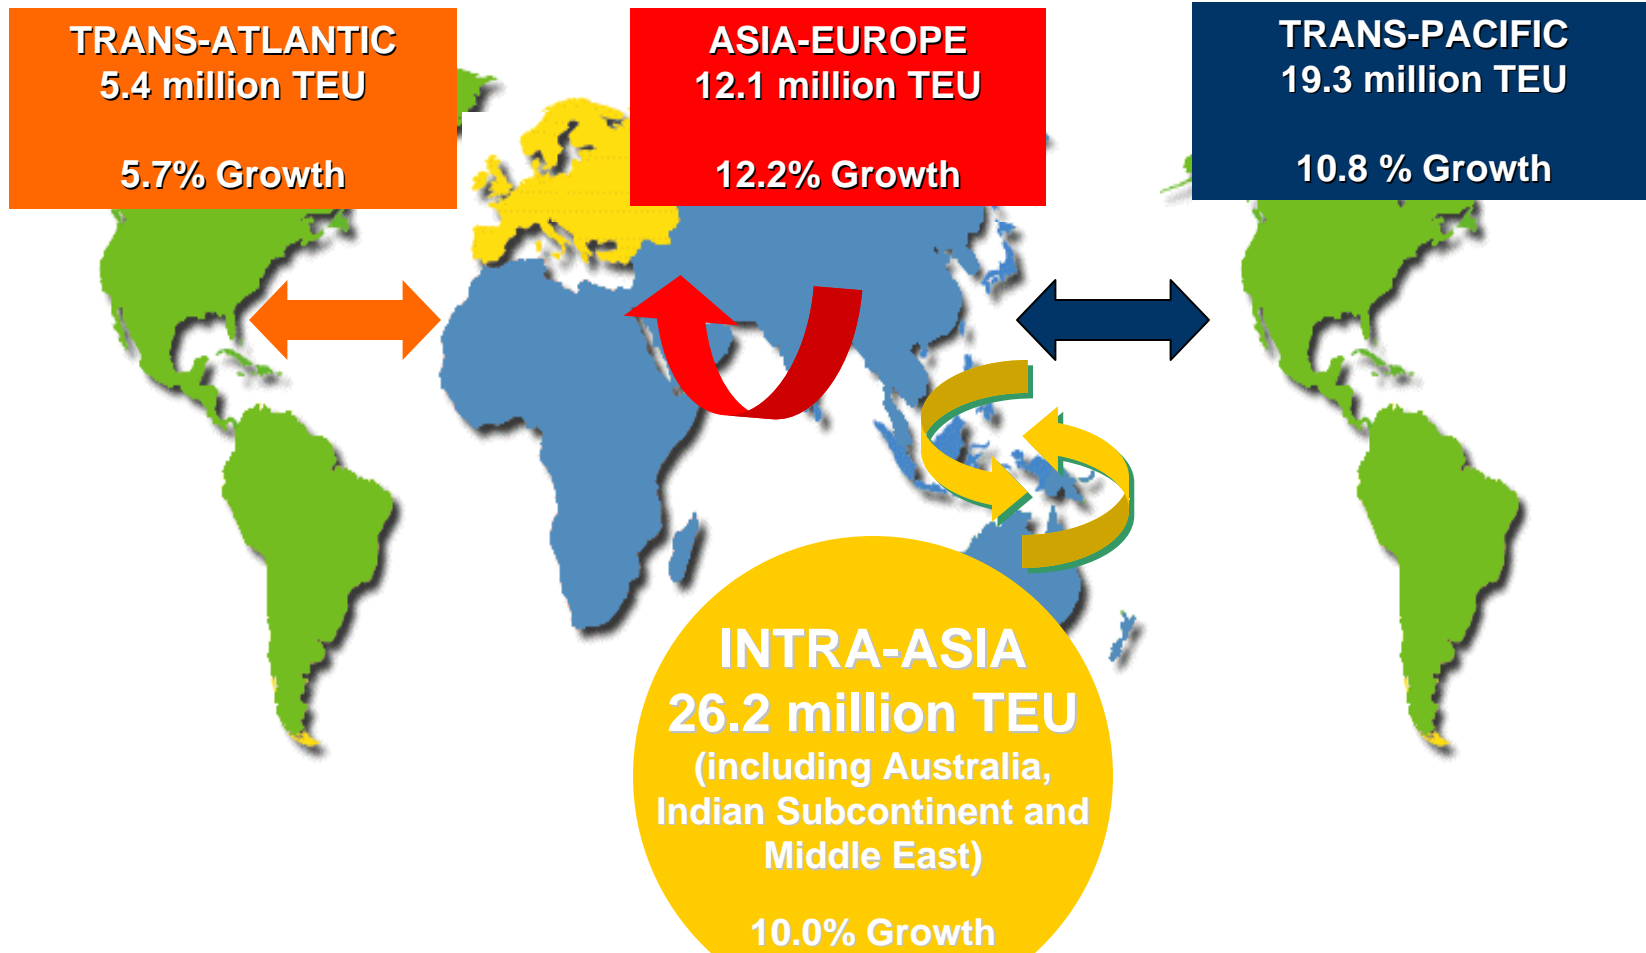 TRANS-ATLANTIC
5.4 million TEU
5.7% Growth
ASIA-EUROPE
12.1 million TEU
12.2% Growth
TRANS-PACIFIC
19.3 million TEU
10.8 % Growth
INTRA-ASIA
26.2 million TEU
(including Australia,
Indian Subcontinent and
Middle East)
10.0% Growth